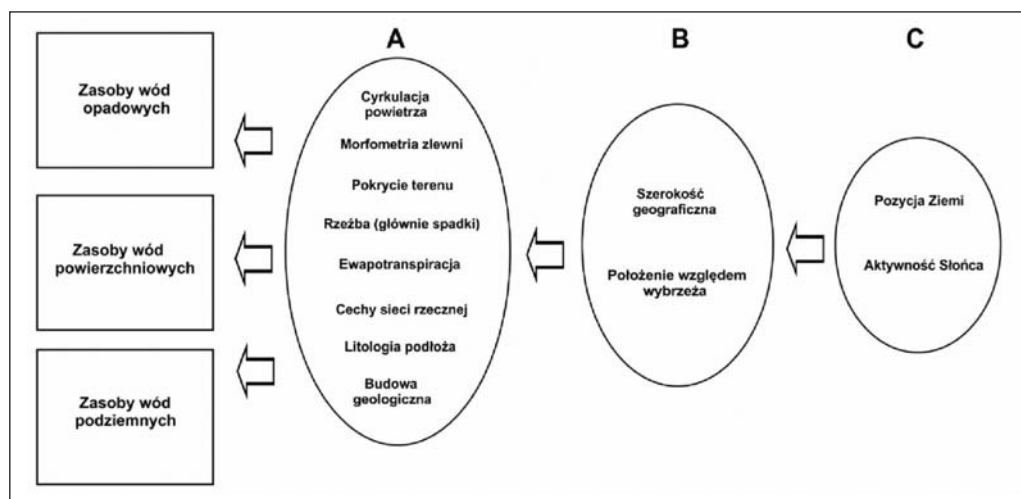 Zasoby wód
opadowych
Zasoby wód
powierzchniowych
Zasoby wód
podziemnych
A
Cyrkulacja
powietrza
Morfometria zlewni
Pokrycie terenu
Rzeźba (głównie spadki)
Ewapotranspiracja
Cechy sieci rzecznej
Litologia podłoża
Budowa
geologiczna
B
Szerokość
geograficzna
Położenie względem
wybrzeża
C
Pozycja Ziemi
Aktywność Słońca